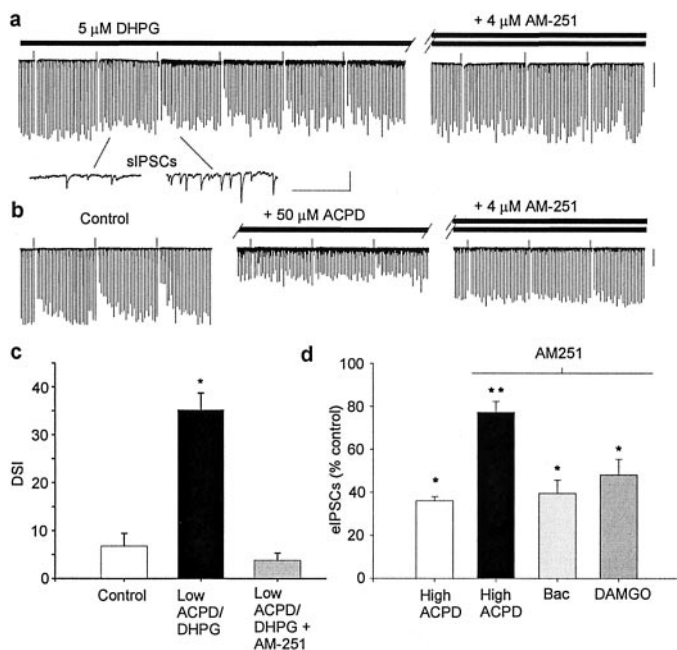 a
5 µM DHPG
+ 4 µM AM-251
sIPSCs
b
Control
+ 50 µM ACPD
+ 4 µM AM-251
c
DSI
40
30
20
10
0
*
Control
Low ACPD/ DHPG
Low ACPD/ DHPG + AM-251
d
AM251
eIPSCs (% control)
100
80
60
40
20
0
*
**
*
*
High ACPD
High ACPD
Bac
DAMGO